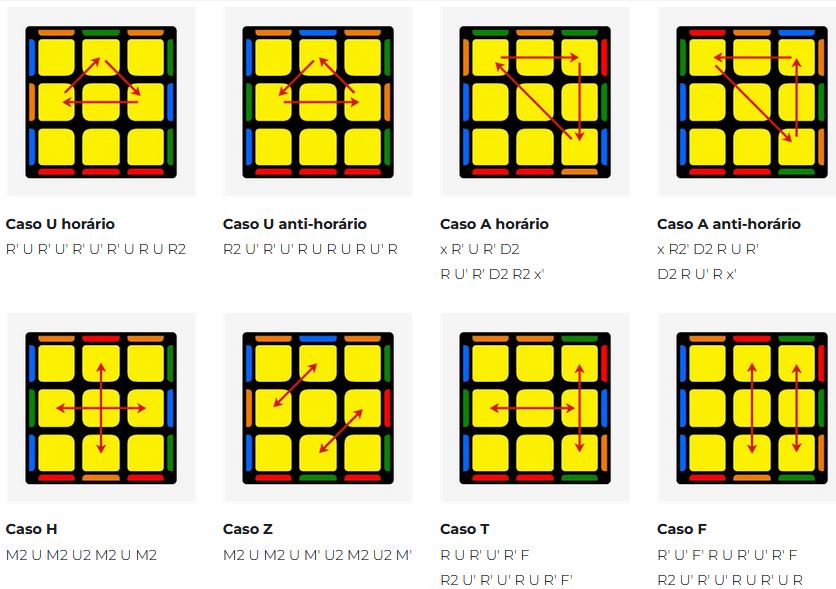 Caso U horário
R' U R' U' R' U' R' U R U R2
Caso U anti-horário
R2 U' R' U' R U R U R U' R
Caso A horário
x R' U R' D2
R U' R' D2 R2 x'
Caso A anti-horário
x R2' D2 R U R'
D2 R U' R x'
Caso H
M2 U M2 U2 M2 U M2
Caso Z
M2 U M2 U M' U2 M2 U2 M'
Caso T
R U R' U' R' F
R2 U' R' U' R U R' F'
Caso F
R' U' F' R U R' U' R' F
R2 U' R' U' R U R' U R